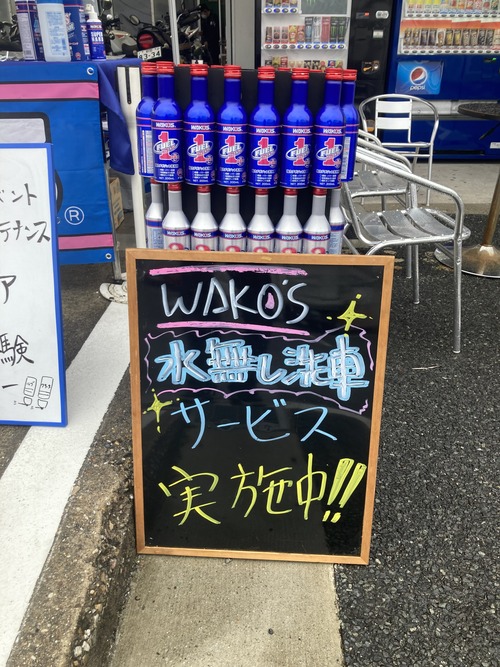 WAKO'S
水無し洗車
サービス
実施中!!
WAKO'S
FUEL
1
pepsi
ベント
テナンス
ア
験
ー
®